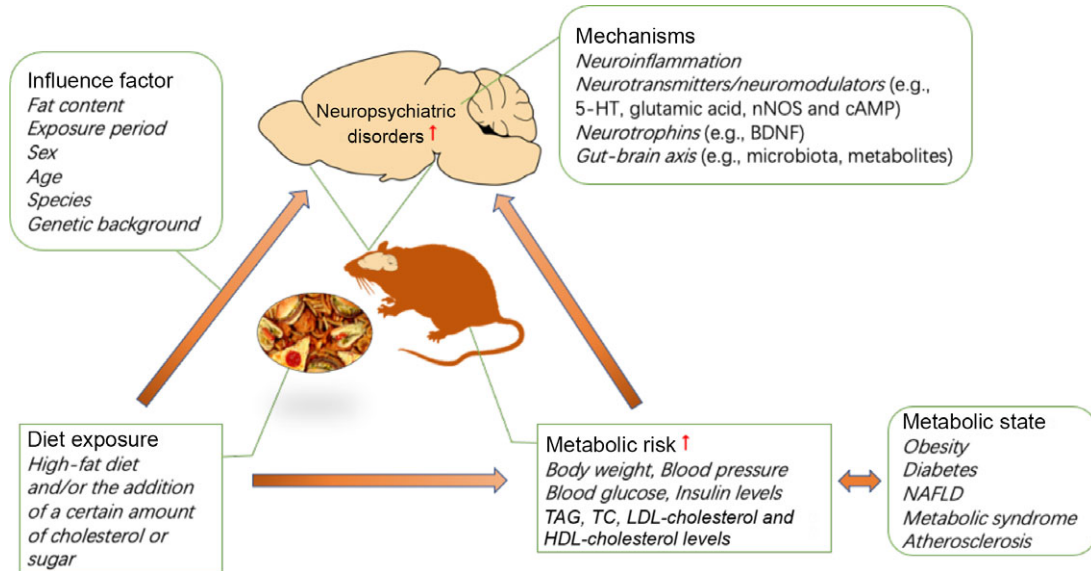 Influence factor
Fat content
Exposure period
Sex
Age
Species
Genetic background
Neuropsychiatric
disorders ↑
Mechanisms
Neuroinflammation
Neurotransmitters/neuromodulators (e.g.,
5-HT, glutamic acid, nNOS and cAMP)
Neurotrophins (e.g., BDNF)
Gut-brain axis (e.g., microbiota, metabolites)
Diet exposure
High-fat diet
and/or the addition
of a certain amount
of cholesterol or
sugar
Metabolic risk ↑
Body weight, Blood pressure
Blood glucose, Insulin levels
TAG, TC, LDL-cholesterol and
HDL-cholesterol levels
Metabolic state
Obesity
Diabetes
NAFLD
Metabolic syndrome
Atherosclerosis